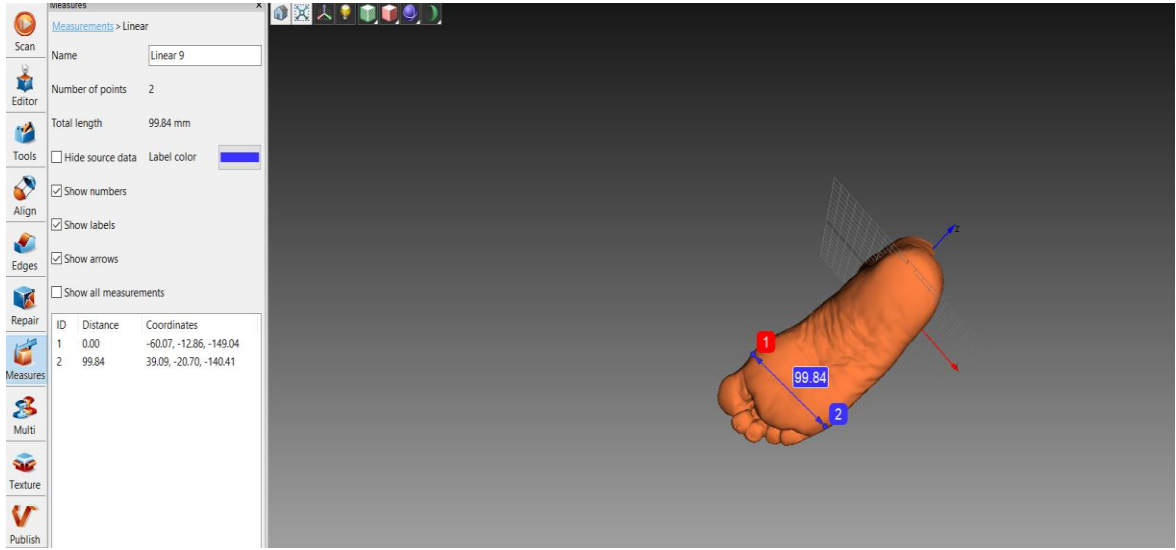 Scan
Editor
Tools
Align
Edges
Repair
Measures
Multi
Texture
Publish
Measures x
Measurements > Linear
Name Linear 9
Number of points 2
Total length 99.84 mm
Hide source data Label color
Show numbers
Show labels
Show arrows
Show all measurements
ID Distance Coordinates
1 0.00 -60.07, -12.86, -149.04
2 99.84 39.09, -20.70, -140.41
z
1
99.84
2